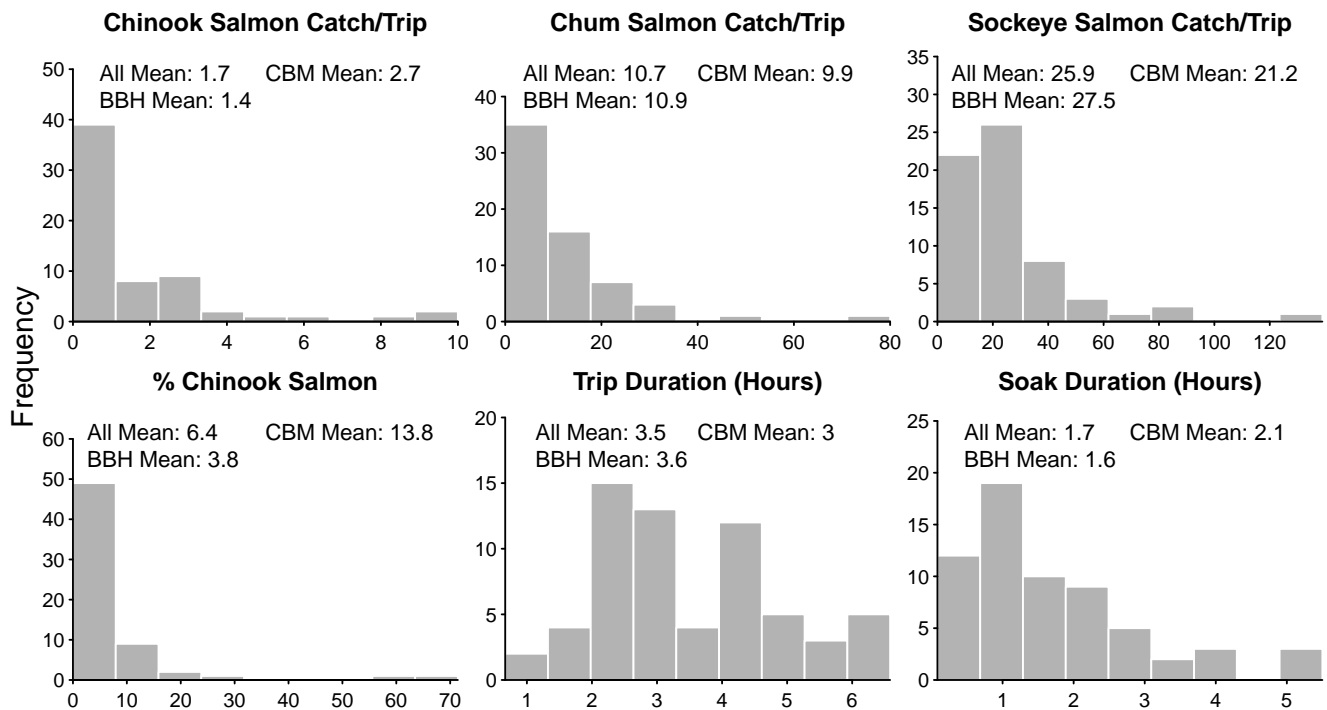 Chinook Salmon Catch/Trip
All Mean: 1.7 CBM Mean: 2.7
BBH Mean: 1.4
50
40
30
20
10
0
0 2 4 6 8 10
Chum Salmon Catch/Trip
All Mean: 10.7 CBM Mean: 9.9
BBH Mean: 10.9
40
30
20
10
0
0 20 40 60 80
Sockeye Salmon Catch/Trip
All Mean: 25.9 CBM Mean: 21.2
BBH Mean: 27.5
35
30
25
20
15
10
5
0
0 20 40 60 80 100 120
Frequency
% Chinook Salmon
All Mean: 6.4 CBM Mean: 13.8
BBH Mean: 3.8
60
50
40
30
20
10
0
0 10 20 30 40 50 60 70
Trip Duration (Hours)
All Mean: 3.5 CBM Mean: 3
BBH Mean: 3.6
20
15
10
5
0
1 2 3 4 5 6
Soak Duration (Hours)
All Mean: 1.7 CBM Mean: 2.1
BBH Mean: 1.6
25
20
15
10
5
0
1 2 3 4 5